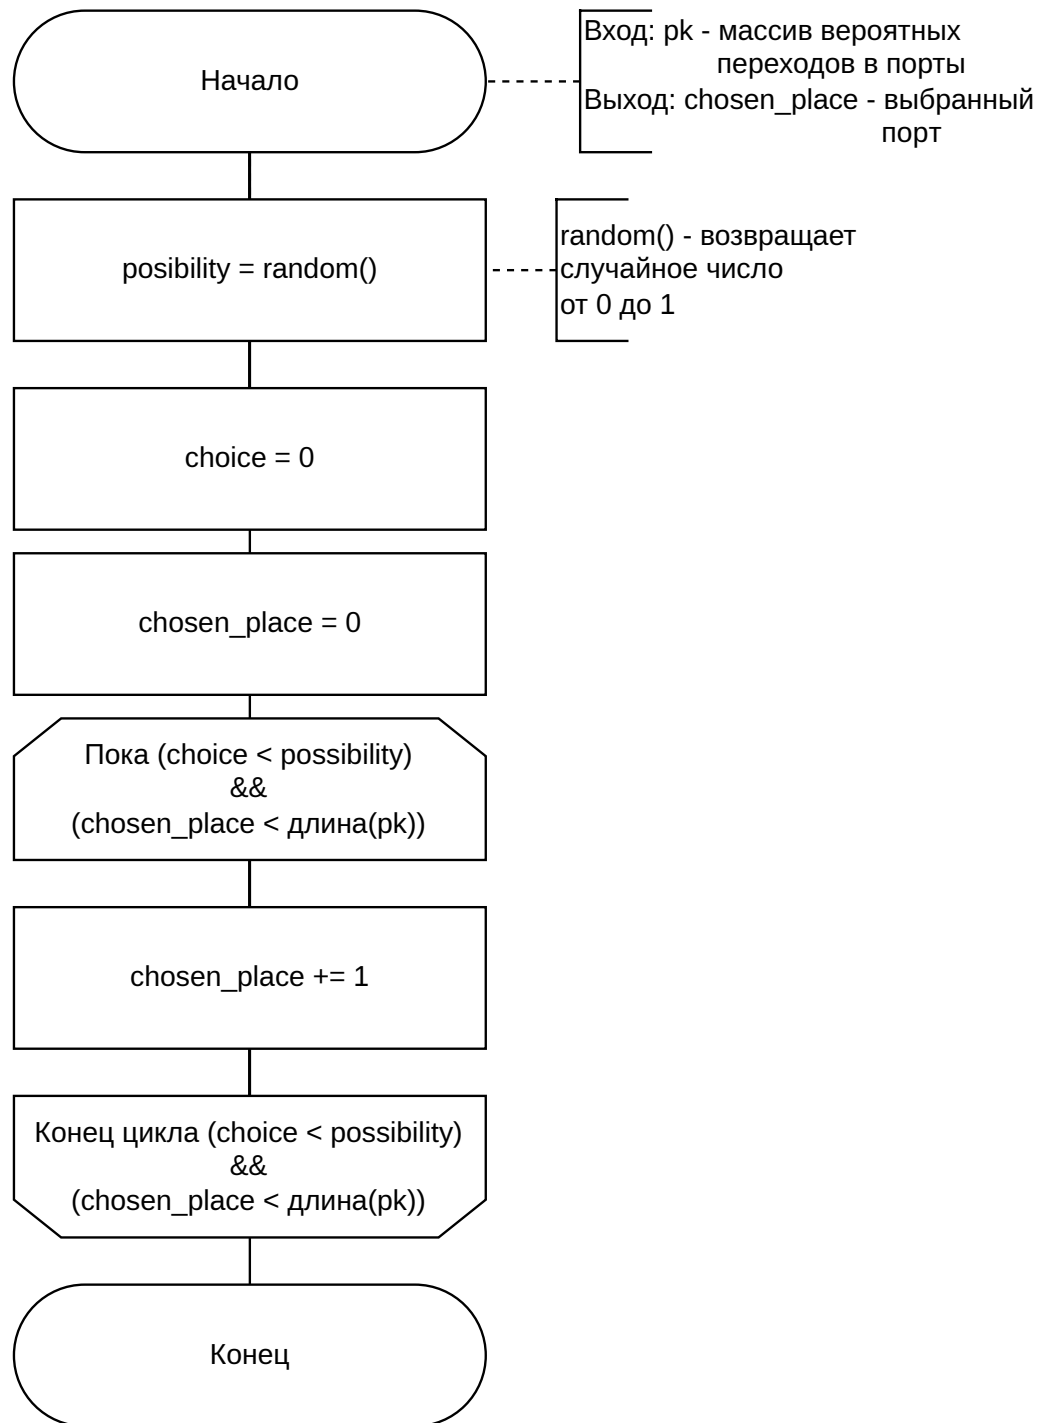 Начало
Вход: pk - массив вероятных
переходов в порты
Выход: chosen_place - выбранный
порт
posibility = random()
random() - возвращает
случайное число
от 0 до 1
choice = 0
chosen_place = 0
Пока (choice < possibility)
&&
(chosen_place < длина(pk))
chosen_place += 1
Конец цикла (choice < possibility)
&&
(chosen_place < длина(pk))
Конец